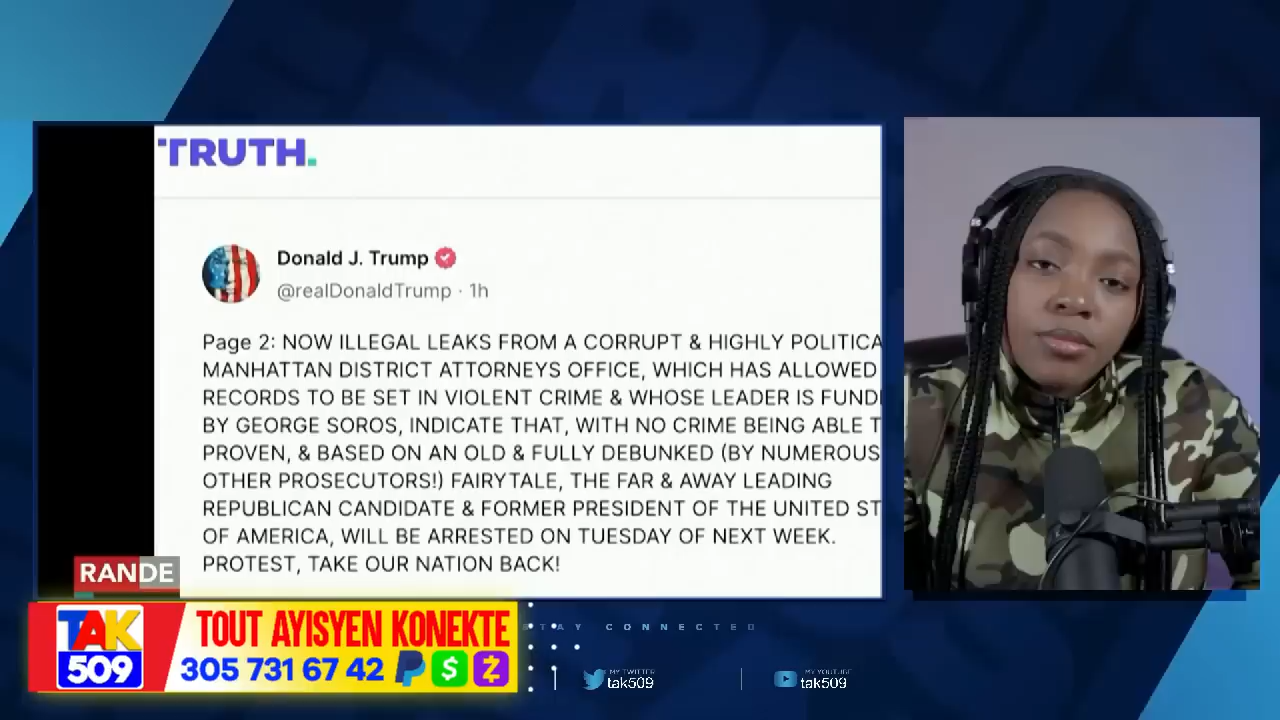 TRUTH.
Donald J. Trump
@realDonaldTrump · 1h
Page 2: NOW ILLEGAL LEAKS FROM A CORRUPT & HIGHLY POLITICA
MANHATTAN DISTRICT ATTORNEYS OFFICE, WHICH HAS ALLOWED
RECORDS TO BE SET IN VIOLENT CRIME & WHOSE LEADER IS FUND
BY GEORGE SOROS, INDICATE THAT, WITH NO CRIME BEING ABLE T
PROVEN, & BASED ON AN OLD & FULLY DEBUNKED (BY NUMEROUS
OTHER PROSECUTORS!) FAIRYTALE, THE FAR & AWAY LEADING
REPUBLICAN CANDIDATE & FORMER PRESIDENT OF THE UNITED ST
OF AMERICA, WILL BE ARRESTED ON TUESDAY OF NEXT WEEK.
PROTEST, TAKE OUR NATION BACK!
RANDE
TAK
509
TOUT AYISYEN KONEKTE
305 731 67 42
STAY CONNECTED
MY TWITTER
tak509
MY YOUTUBE
tak509